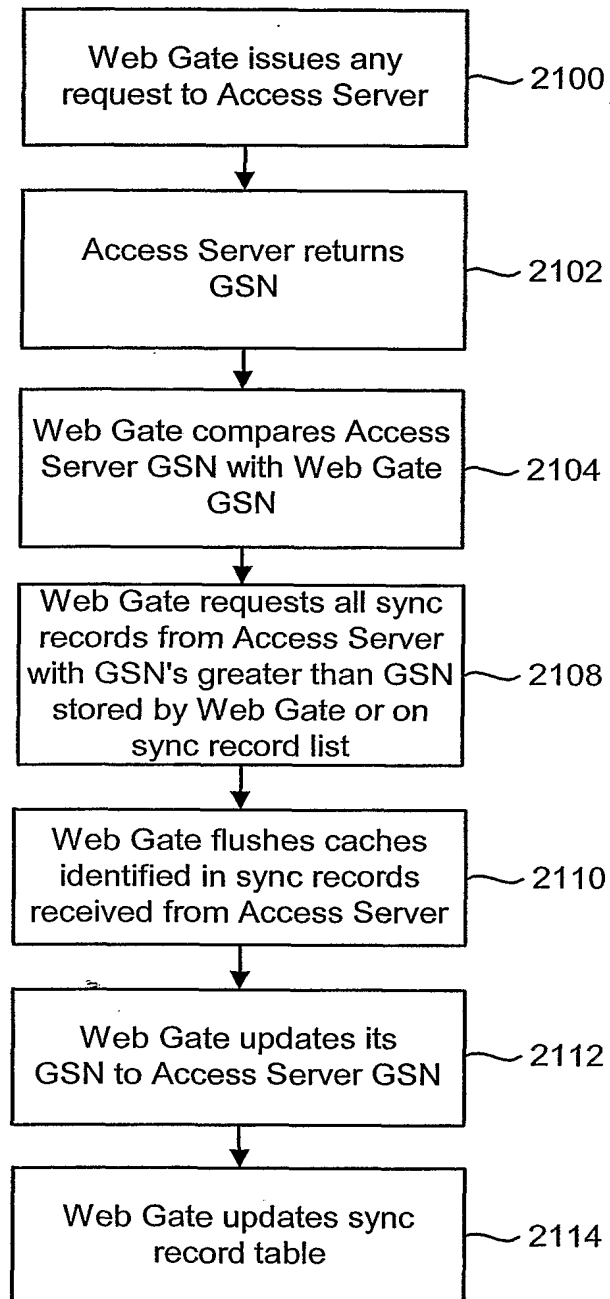 Web Gate issues any
request to Access Server
2100
Access Server returns
GSN
2102
Web Gate compares Access
Server GSN with Web Gate
GSN
2104
Web Gate requests all sync
records from Access Server
with GSN's greater than GSN
stored by Web Gate or on
sync record list
2108
Web Gate flushes caches
identified in sync records
received from Access Server
2110
Web Gate updates its
GSN to Access Server GSN
2112
Web Gate updates sync
record table
2114